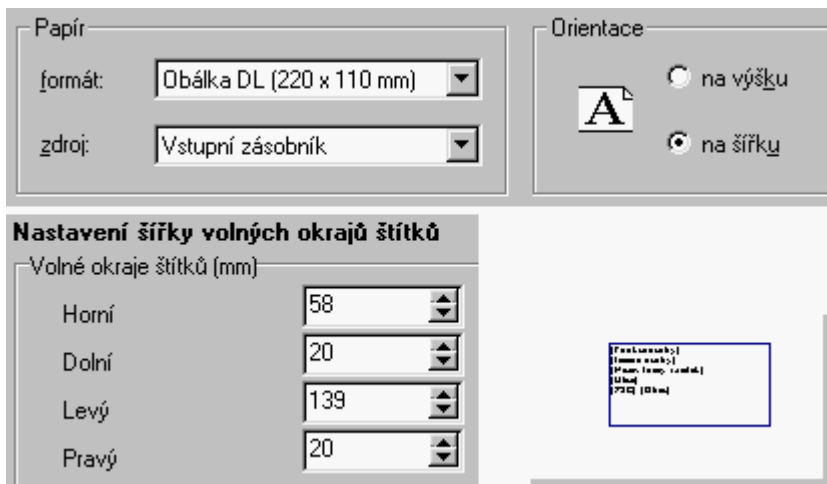 Papír
formát:
Obálka DL (220 x 110 mm)
zdroj:
Vstupní zásobník
Orientace
A
na výšku
na šířku
Nastavení šířky volných okrajů štítků
Volné okraje štítků (mm)
Horní
58
Dolní
20
Levý
139
Pravý
20